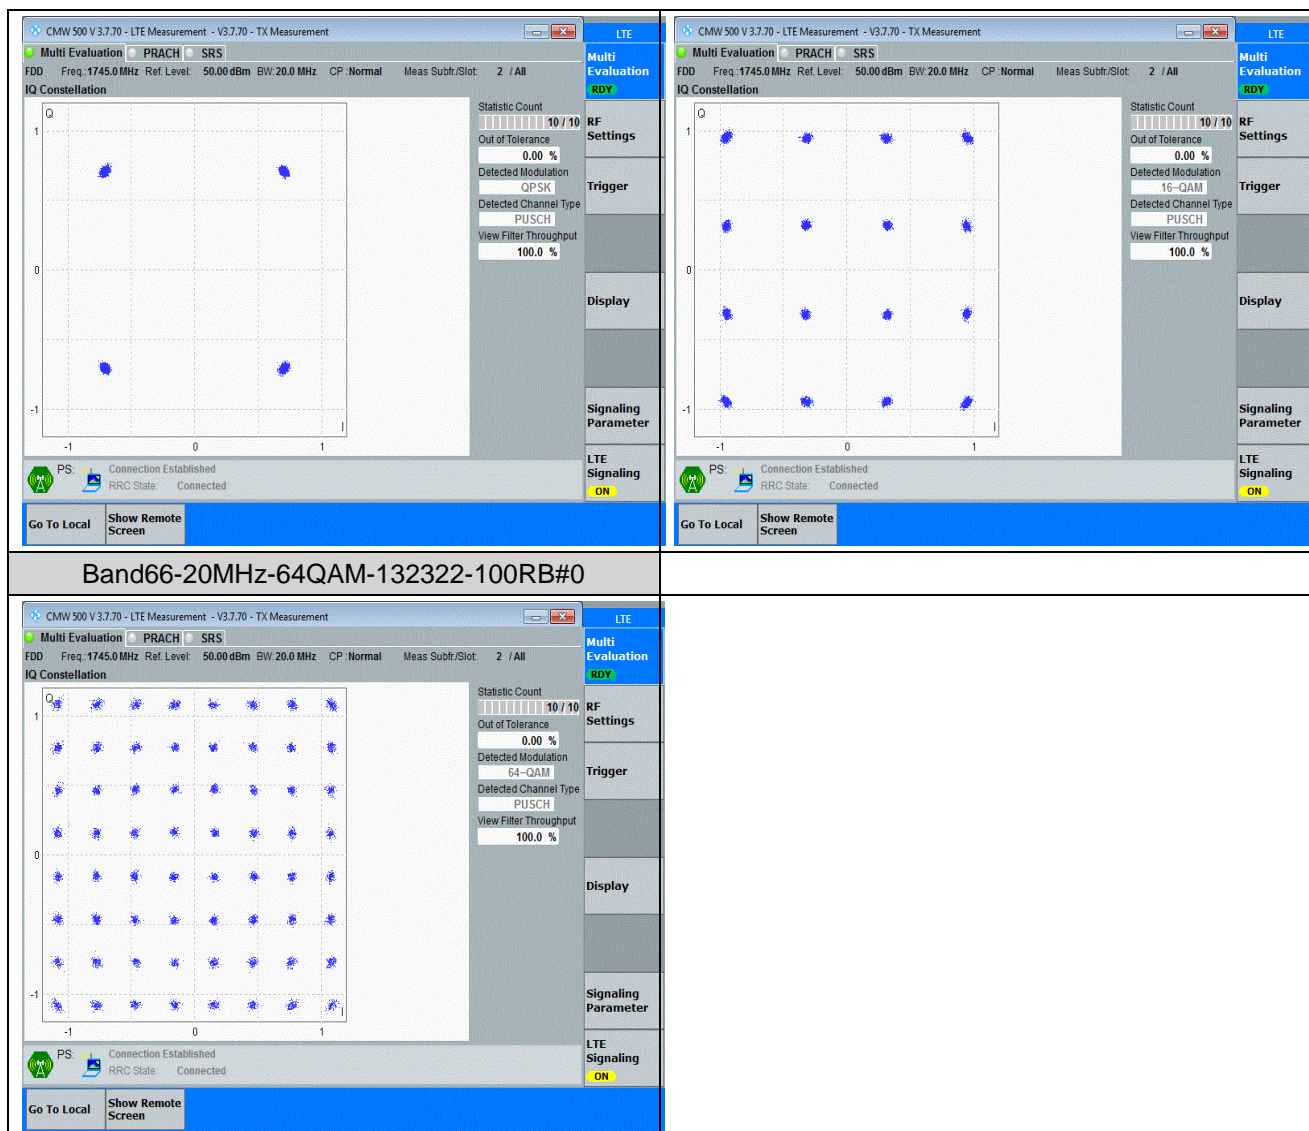 CMW 500 V 3.7.70 - LTE Measurement - V3.7.70 - TX Measurement
LTE
Multi Evaluation PRACH SRS
Multi
Evaluation
RDY
FDD Freq.: 1745.0 MHz Ref. Level: 50.00 dBm BW: 20.0 MHz CP : Normal Meas Subfr./Slot: 2 / All
IQ Constellation
Q
1
0
-1
-1 0 1
I
Statistic Count
10 / 10
Out of Tolerance
0.00 %
Detected Modulation
QPSK
Detected Channel Type
PUSCH
View Filter Throughput
100.0 %
RF
Settings
Trigger
Display
Signaling
Parameter
LTE
Signaling
ON
PS: Connection Established
RRC State: Connected
Go To Local
Show Remote
Screen
CMW 500 V 3.7.70 - LTE Measurement - V3.7.70 - TX Measurement
LTE
Multi Evaluation PRACH SRS
Multi
Evaluation
RDY
FDD Freq.: 1745.0 MHz Ref. Level: 50.00 dBm BW: 20.0 MHz CP : Normal Meas Subfr./Slot: 2 / All
IQ Constellation
Q
1
0
-1
-1 0 1
I
Statistic Count
10 / 10
Out of Tolerance
0.00 %
Detected Modulation
16-QAM
Detected Channel Type
PUSCH
View Filter Throughput
100.0 %
RF
Settings
Trigger
Display
Signaling
Parameter
LTE
Signaling
ON
PS: Connection Established
RRC State: Connected
Go To Local
Show Remote
Screen
Band66-20MHz-64QAM-132322-100RB#0
CMW 500 V 3.7.70 - LTE Measurement - V3.7.70 - TX Measurement
LTE
Multi Evaluation PRACH SRS
Multi
Evaluation
RDY
FDD Freq.: 1745.0 MHz Ref. Level: 50.00 dBm BW: 20.0 MHz CP : Normal Meas Subfr./Slot: 2 / All
IQ Constellation
Q
1
0
-1
-1 0 1
I
Statistic Count
10 / 10
Out of Tolerance
0.00 %
Detected Modulation
64-QAM
Detected Channel Type
PUSCH
View Filter Throughput
100.0 %
RF
Settings
Trigger
Display
Signaling
Parameter
LTE
Signaling
ON
PS: Connection Established
RRC State: Connected
Go To Local
Show Remote
Screen